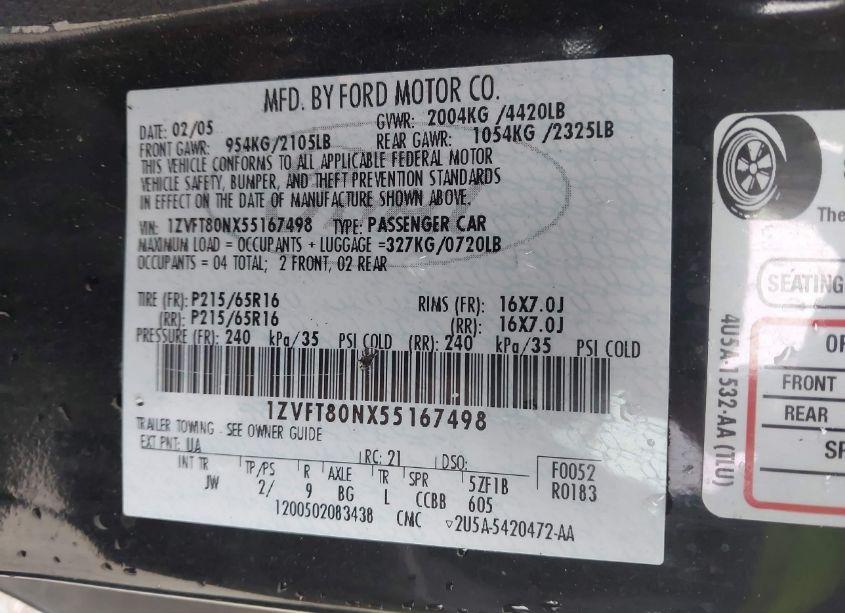 MFD. BY FORD MOTOR CO.
DATE: 02/05 GVWR: 2004KG /4420LB
FRONT GAWR: 954KG/2105LB REAR GAWR: 1054KG /2325LB
THIS VEHICLE CONFORMS TO ALL APPLICABLE FEDERAL MOTOR
VEHICLE SAFETY, BUMPER, AND THEFT PREVENTION STANDARDS
IN EFFECT ON THE DATE OF MANUFACTURE SHOWN ABOVE.
VIN: 1ZVFT80NX55167498 TYPE: PASSENGER CAR
MAXIMUM LOAD = OCCUPANTS + LUGGAGE =327KG/0720LB
OCCUPANTS = 04 TOTAL; 2 FRONT, 02 REAR
TIRE (FR): P215/65R16 RIMS (FR): 16X7.0J
(RR): P215/65R16 (RR): 16X7.0J
PRESSURE (FR): 240 kPa/35 PSI COLD (RR): 240 kPa/35 PSI COLD
1ZVFT80NX55167498
TRAILER TOWING - SEE OWNER GUIDE
EXT PNT: UA RC: 21 DSO: F0052
INT TR TP/PS R AXLE TR SPR 5ZF1B R0183
JW 2/ 9 BG L CCBB 605
1200502083438 CMC ▽2U5A-5420472-AA
The
SEATING
OR
FRONT
REAR
SP
4U5A-1532-AA (TLU)